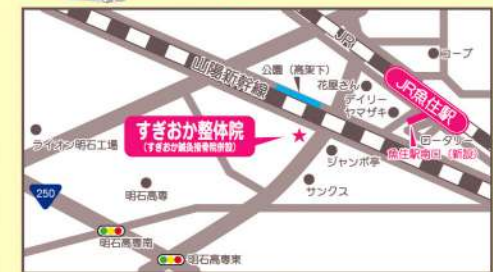 JR
コープ
山陽新幹線
公園（高架下）
花屋さん
JR魚住駅
デイリー
ヤマザキ
ロータリー
魚住駅南口（新設）
すぎおか整体院
（すぎおか鍼灸接骨院併設）
ライオン明石工場
ジャンボ亭
サンクス
明石高専
250
明石高専南
明石高専東